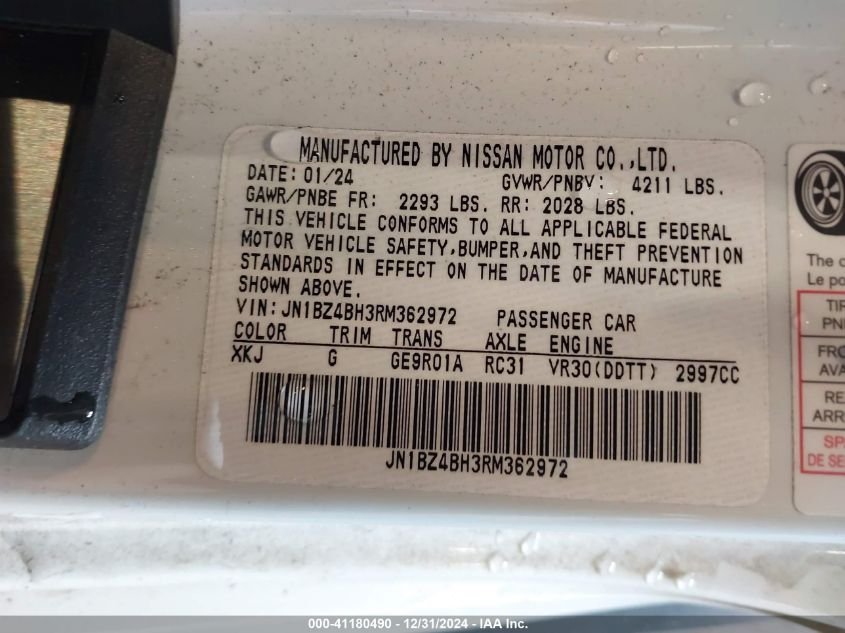 MANUFACTURED BY NISSAN MOTOR CO.,LTD.
DATE: 01/24 GVWR/PNBV: 4211 LBS.
GAWR/PNBE FR: 2293 LBS. RR: 2028 LBS.
THIS VEHICLE CONFORMS TO ALL APPLICABLE FEDERAL
MOTOR VEHICLE SAFETY,BUMPER,AND THEFT PREVENTION
STANDARDS IN EFFECT ON THE DATE OF MANUFACTURE
SHOWN ABOVE.
VIN: JN1BZ4BH3RM362972 PASSENGER CAR
COLOR TRIM TRANS AXLE ENGINE
XKJ G GE9R01A RC31 VR30(DDTT) 2997CC
JN1BZ4BH3RM362972
The
Le
DE
000-41180490 - 12/31/2024 - IAA Inc.